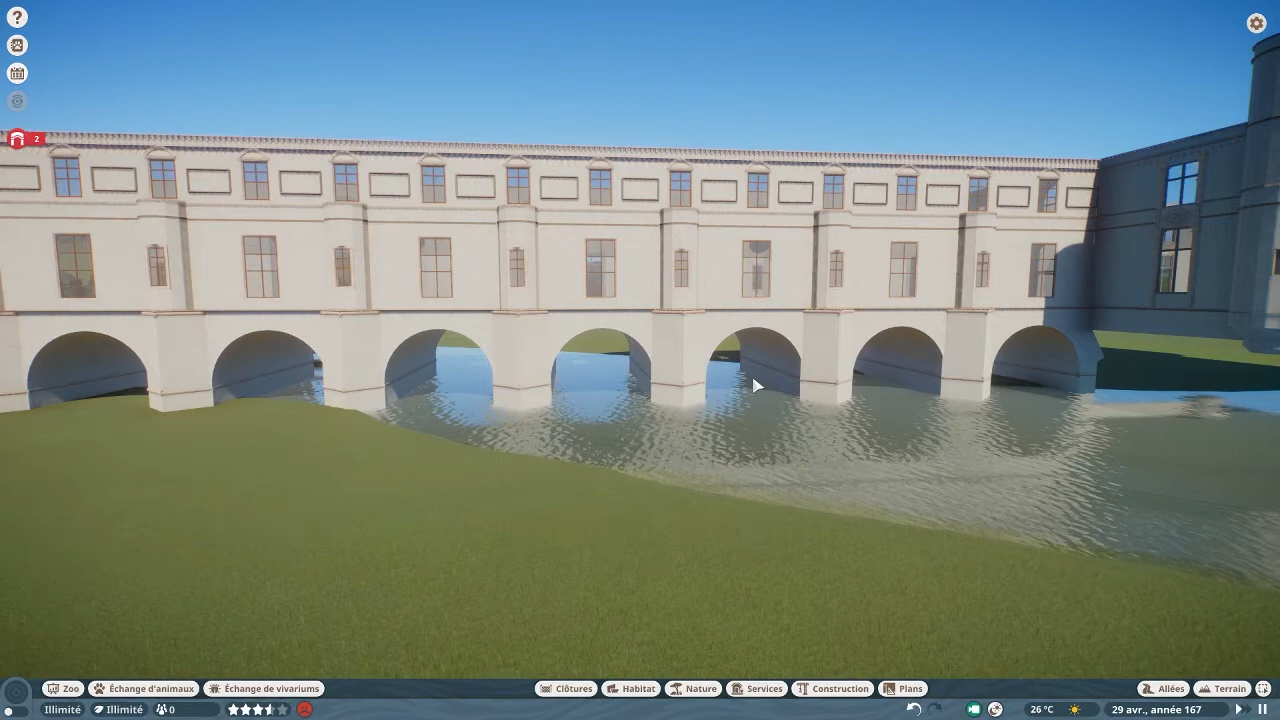 ?
2
Zoo
Échange d'animaux
Échange de vivariums
Clôtures
Habitat
Nature
Services
Construction
Plans
Allées
Terrain
Illimité
Illimité
0
26 °C
29 avr., année 167